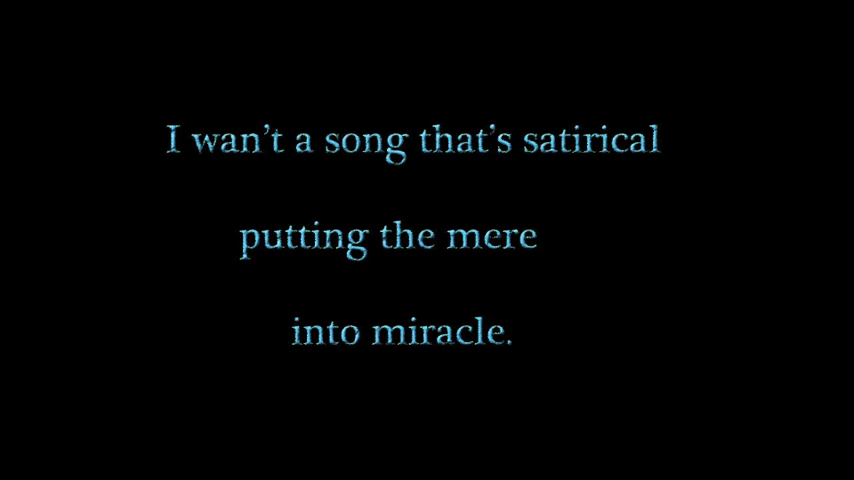 I wan’t a song that’s satirical
putting the mere
into miracle.